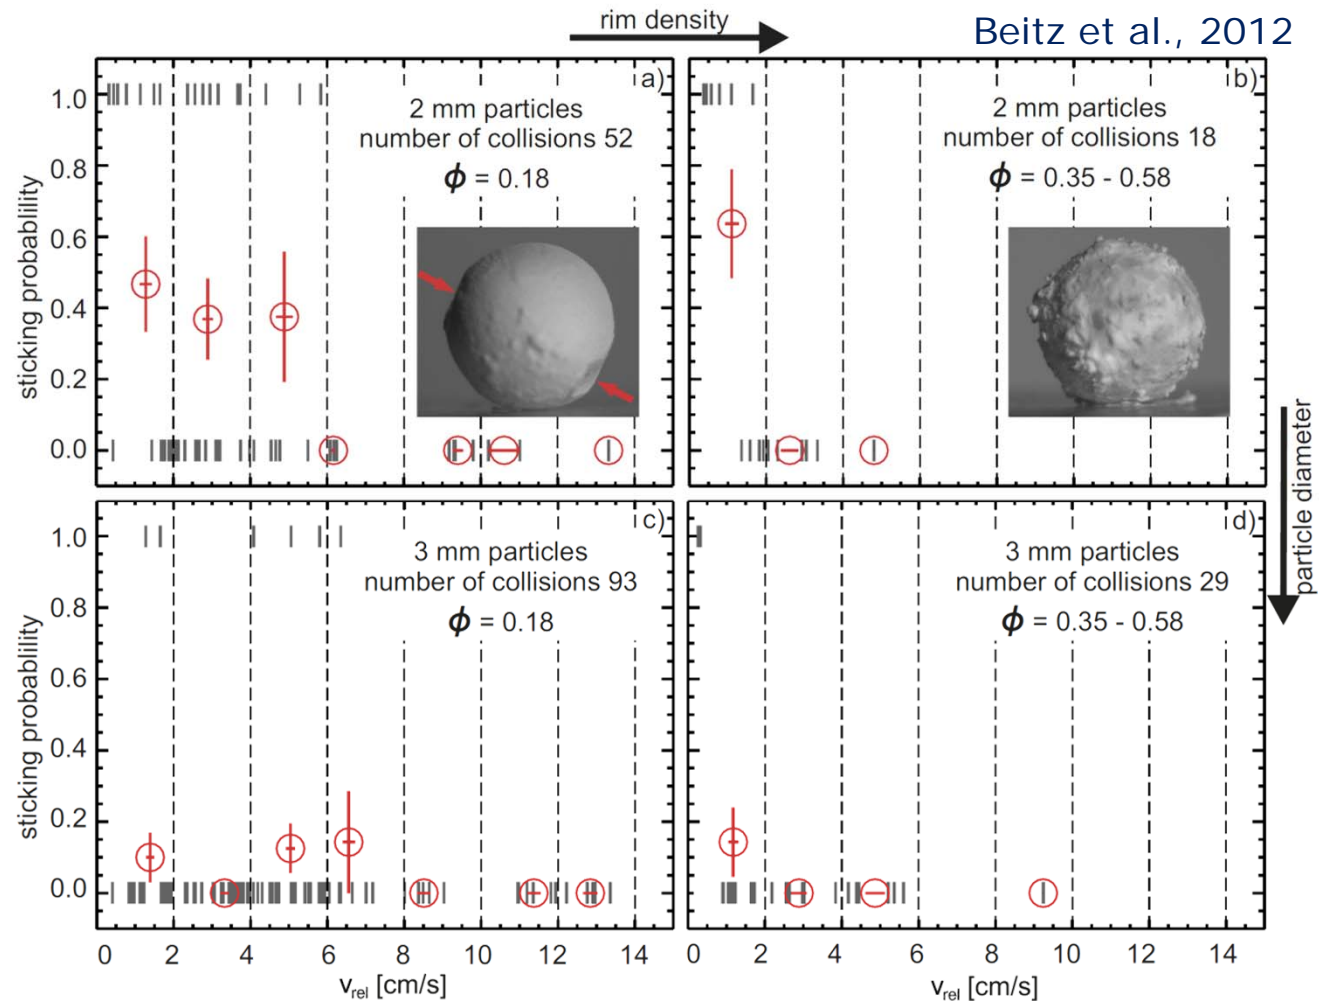 rim density
Beitz et al., 2012
a)
2 mm particles
number of collisions 52
ϕ = 0.18
b)
2 mm particles
number of collisions 18
ϕ = 0.35 - 0.58
sticking probablility
1.0
0.8
0.6
0.4
0.2
0.0
particle diameter
c)
3 mm particles
number of collisions 93
ϕ = 0.18
d)
3 mm particles
number of collisions 29
ϕ = 0.35 - 0.58
sticking probablility
1.0
0.8
0.6
0.4
0.2
0.0
0 2 4 6 8 10 12 14
0 2 4 6 8 10 12 14
v_rel [cm/s]
v_rel [cm/s]